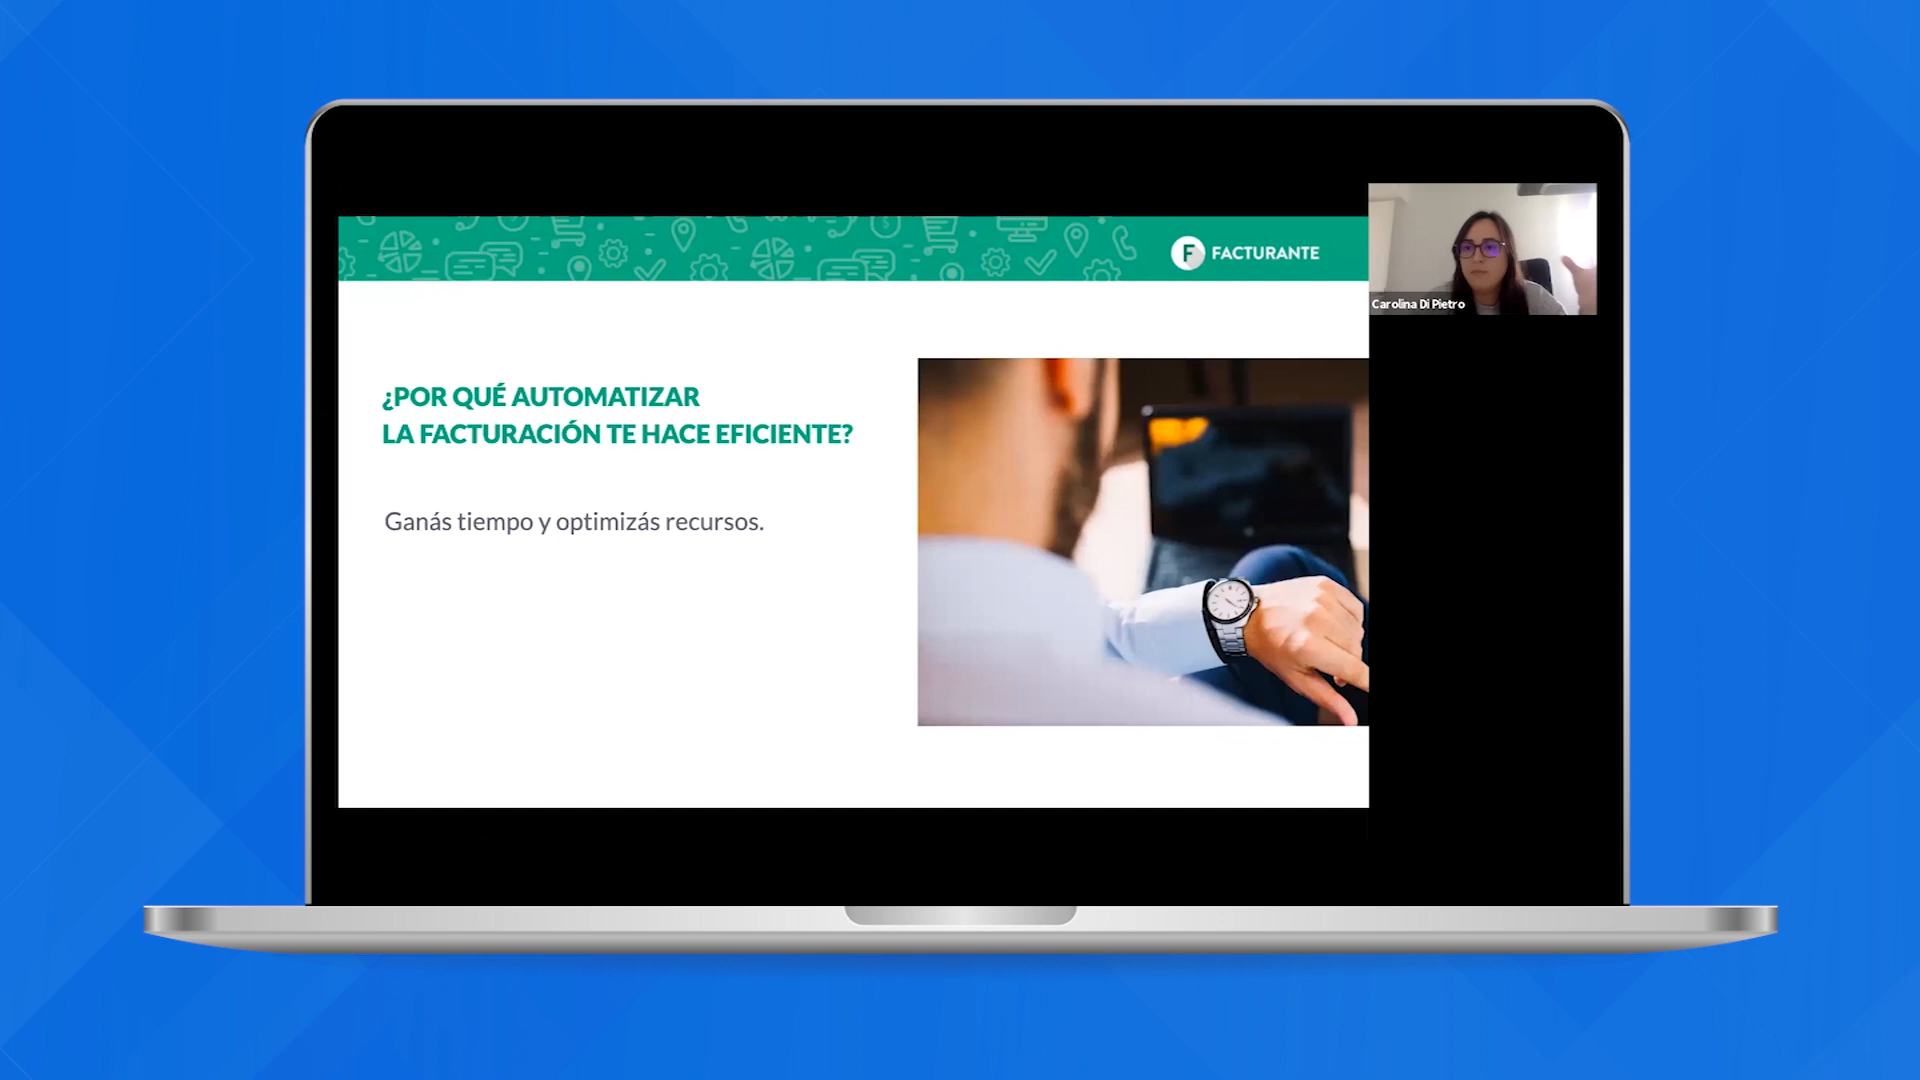 FACTURANTE
Carolina Di Pietro
¿POR QUÉ AUTOMATIZAR
LA FACTURACIÓN TE HACE EFICIENTE?
Ganás tiempo y optimizás recursos.